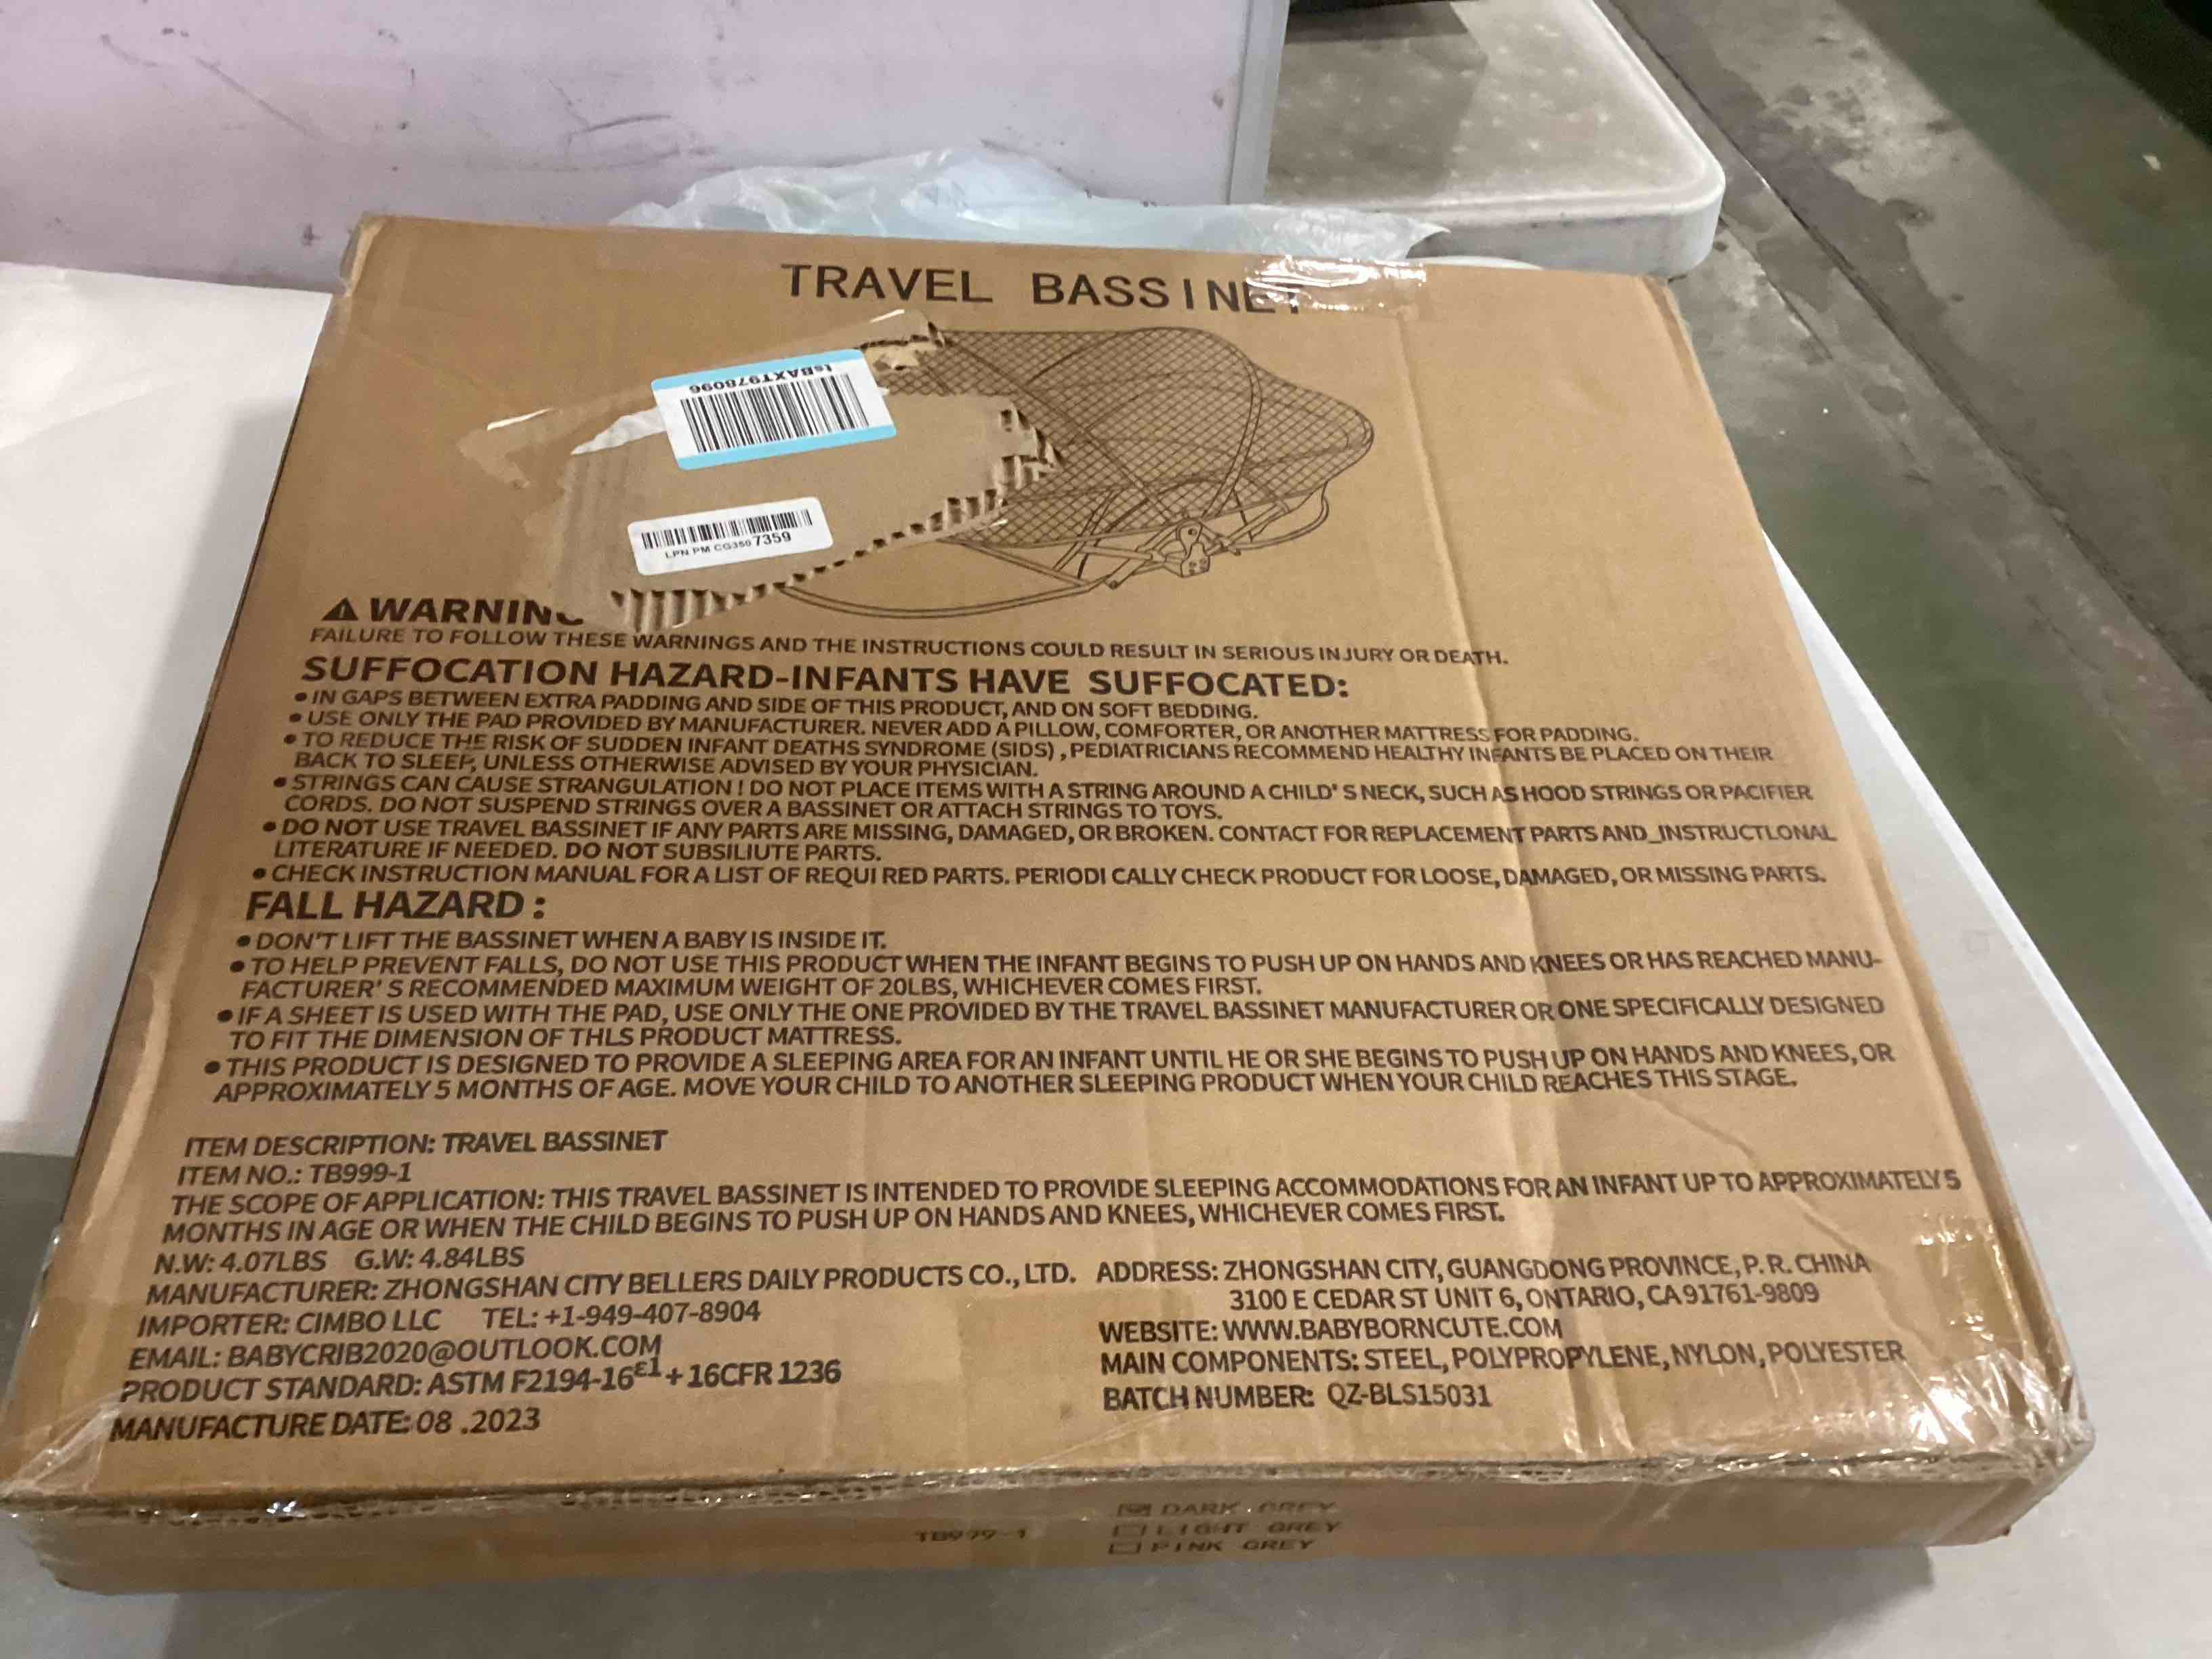 TRAVEL BASSINET
tsBAXT978096
LPN PM CG350 7359
WARNIN
FAILURE TO FOLLOW THESE WARNINGS AND THE INSTRUCTIONS COULD RESULT IN SERIOUS INJURY OR DEATH.
SUFFOCATION HAZARD-INFANTS HAVE SUFFOCATED:
• IN GAPS BETWEEN EXTRA PADDING AND SIDE OF THIS PRODUCT, AND ON SOFT BEDDING.
• USE ONLY THE PAD PROVIDED BY MANUFACTURER. NEVER ADD A PILLOW, COMFORTER, OR ANOTHER MATTRESS FOR PADDING.
• TO REDUCE THE RISK OF SUDDEN INFANT DEATHS SYNDROME (SIDS) , PEDIATRICIANS RECOMMEND HEALTHY INFANTS BE PLACED ON THEIR
BACK TO SLEEP, UNLESS OTHERWISE ADVISED BY YOUR PHYSICIAN.
• STRINGS CAN CAUSE STRANGULATION ! DO NOT PLACE ITEMS WITH A STRING AROUND A CHILD' S NECK, SUCH AS HOOD STRINGS OR PACIFIER
CORDS. DO NOT SUSPEND STRINGS OVER A BASSINET OR ATTACH STRINGS TO TOYS.
• DO NOT USE TRAVEL BASSINET IF ANY PARTS ARE MISSING, DAMAGED, OR BROKEN. CONTACT FOR REPLACEMENT PARTS AND_INSTRUCTLONAL
LITERATURE IF NEEDED. DO NOT SUBSILIUTE PARTS.
• CHECK INSTRUCTION MANUAL FOR A LIST OF REQUI RED PARTS. PERIODI CALLY CHECK PRODUCT FOR LOOSE, DAMAGED, OR MISSING PARTS.
FALL HAZARD :
• DON'T LIFT THE BASSINET WHEN A BABY IS INSIDE IT.
• TO HELP PREVENT FALLS, DO NOT USE THIS PRODUCT WHEN THE INFANT BEGINS TO PUSH UP ON HANDS AND KNEES OR HAS REACHED MANU-
FACTURER' S RECOMMENDED MAXIMUM WEIGHT OF 20LBS, WHICHEVER COMES FIRST.
• IF A SHEET IS USED WITH THE PAD, USE ONLY THE ONE PROVIDED BY THE TRAVEL BASSINET MANUFACTURER OR ONE SPECIFICALLY DESIGNED
TO FIT THE DIMENSION OF THLS PRODUCT MATTRESS.
• THIS PRODUCT IS DESIGNED TO PROVIDE A SLEEPING AREA FOR AN INFANT UNTIL HE OR SHE BEGINS TO PUSH UP ON HANDS AND KNEES, OR
APPROXIMATELY 5 MONTHS OF AGE. MOVE YOUR CHILD TO ANOTHER SLEEPING PRODUCT WHEN YOUR CHILD REACHES THIS STAGE.
ITEM DESCRIPTION: TRAVEL BASSINET
ITEM NO.: TB999-1
THE SCOPE OF APPLICATION: THIS TRAVEL BASSINET IS INTENDED TO PROVIDE SLEEPING ACCOMMODATIONS FOR AN INFANT UP TO APPROXIMATELY 5
MONTHS IN AGE OR WHEN THE CHILD BEGINS TO PUSH UP ON HANDS AND KNEES, WHICHEVER COMES FIRST.
N.W: 4.07LBS G.W: 4.84LBS
MANUFACTURER: ZHONGSHAN CITY BELLERS DAILY PRODUCTS CO., LTD. ADDRESS: ZHONGSHAN CITY, GUANGDONG PROVINCE, P. R. CHINA
IMPORTER: CIMBO LLC TEL: +1-949-407-8904 3100 E CEDAR ST UNIT 6, ONTARIO, CA 91761-9809
EMAIL: BABYCRIB2020@OUTLOOK.COM WEBSITE: WWW.BABYBORNCUTE.COM
PRODUCT STANDARD: ASTM F2194-16ε1 + 16CFR 1236 MAIN COMPONENTS: STEEL, POLYPROPYLENE, NYLON, POLYESTER
MANUFACTURE DATE: 08 .2023 BATCH NUMBER: QZ-BLS15031
TB999-1
DARK GREY
LIGHT GREY
PINK GREY